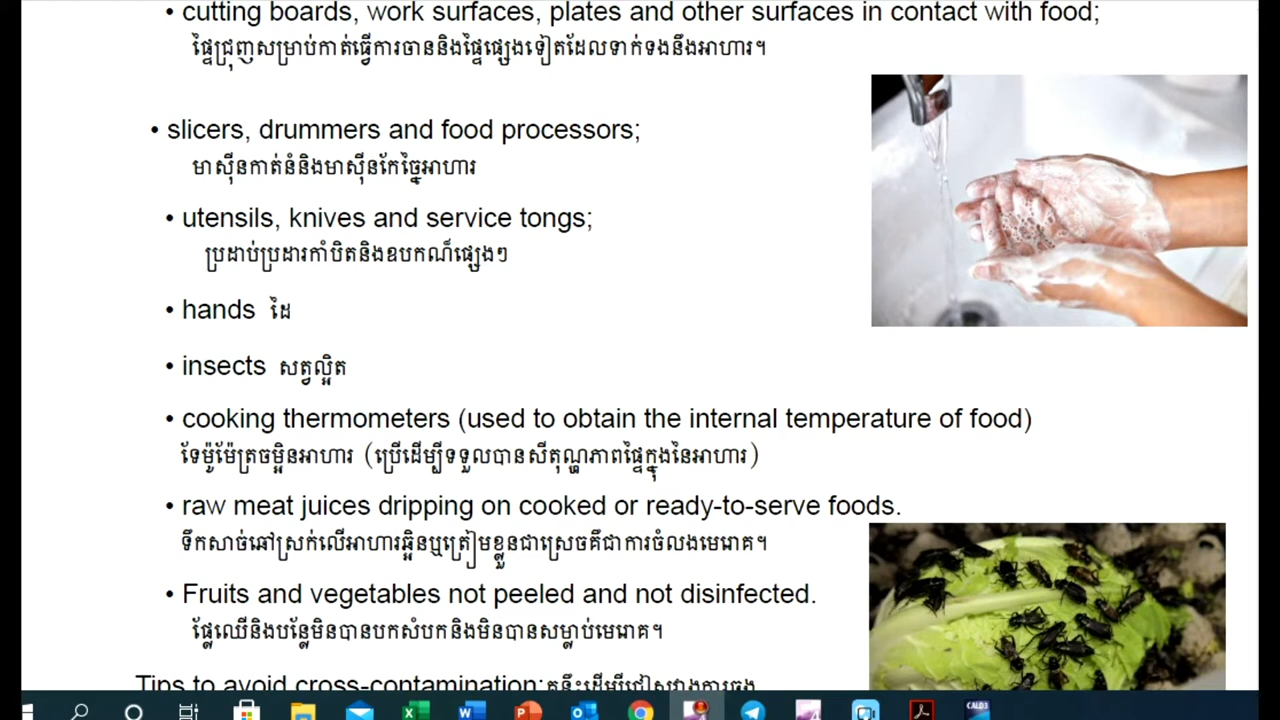 • cutting boards, work surfaces, plates and other surfaces in contact with food;
ផ្ទៃជ្រុញសម្រាប់កាត់ធ្វើការចាននិងផ្ទៃផ្សេងទៀតដែលទាក់ទងនឹងអាហារ។
• slicers, drummers and food processors;
មាស៊ីនកាត់នំនិងមាស៊ីនកែច្នៃអាហារ
• utensils, knives and service tongs;
ប្រដាប់ប្រដារកាំបិតនិងឧបករណ៏ផ្សេងៗ
• hands ដៃ
• insects សត្វល្អិត
• cooking thermometers (used to obtain the internal temperature of food)
ទែម៉ូម៉ែត្រចម្អិនអាហារ (ប្រើដើម្បីទទួលបានសីតុណ្ហភាពផ្ទៃក្នុងនៃអាហារ)
• raw meat juices dripping on cooked or ready-to-serve foods.
ទឹកសាច់ឆៅស្រក់លើអាហារឆ្អិនឬត្រៀមខ្លួនជាស្រេចគឺជាការចំលងមេរោគ។
• Fruits and vegetables not peeled and not disinfected.
ផ្លែឈើនិងបន្លែមិនបានបកសំបកនិងមិនបានសម្លាប់មេរោគ។
Tips to avoid cross-contamination:
CALD3